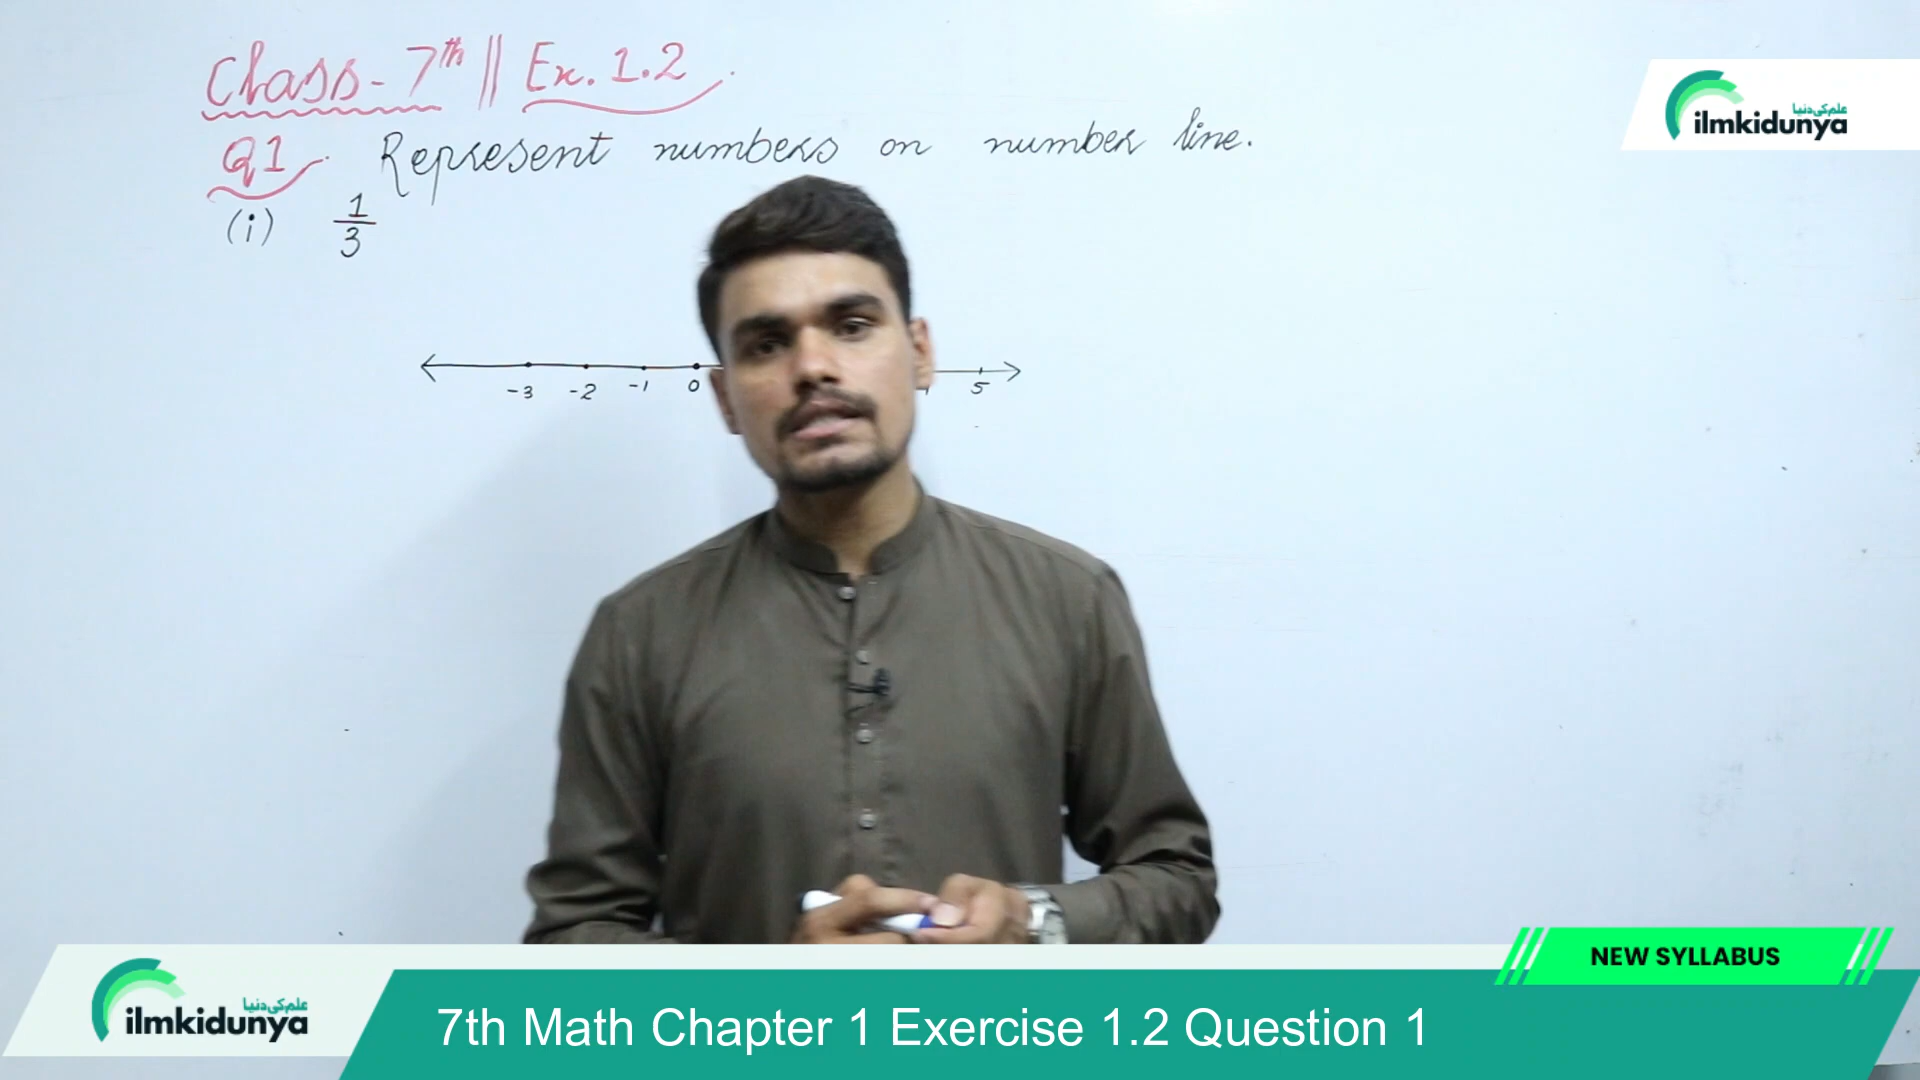 Class-7th || Ex. 1.2.
علم کی دنیا
ilmkidunya
Q1. Represent numbers on number line.
(i) 1/3
-3 -2 -1 0 5
NEW SYLLABUS
علم کی دنیا
ilmkidunya
7th Math Chapter 1 Exercise 1.2 Question 1